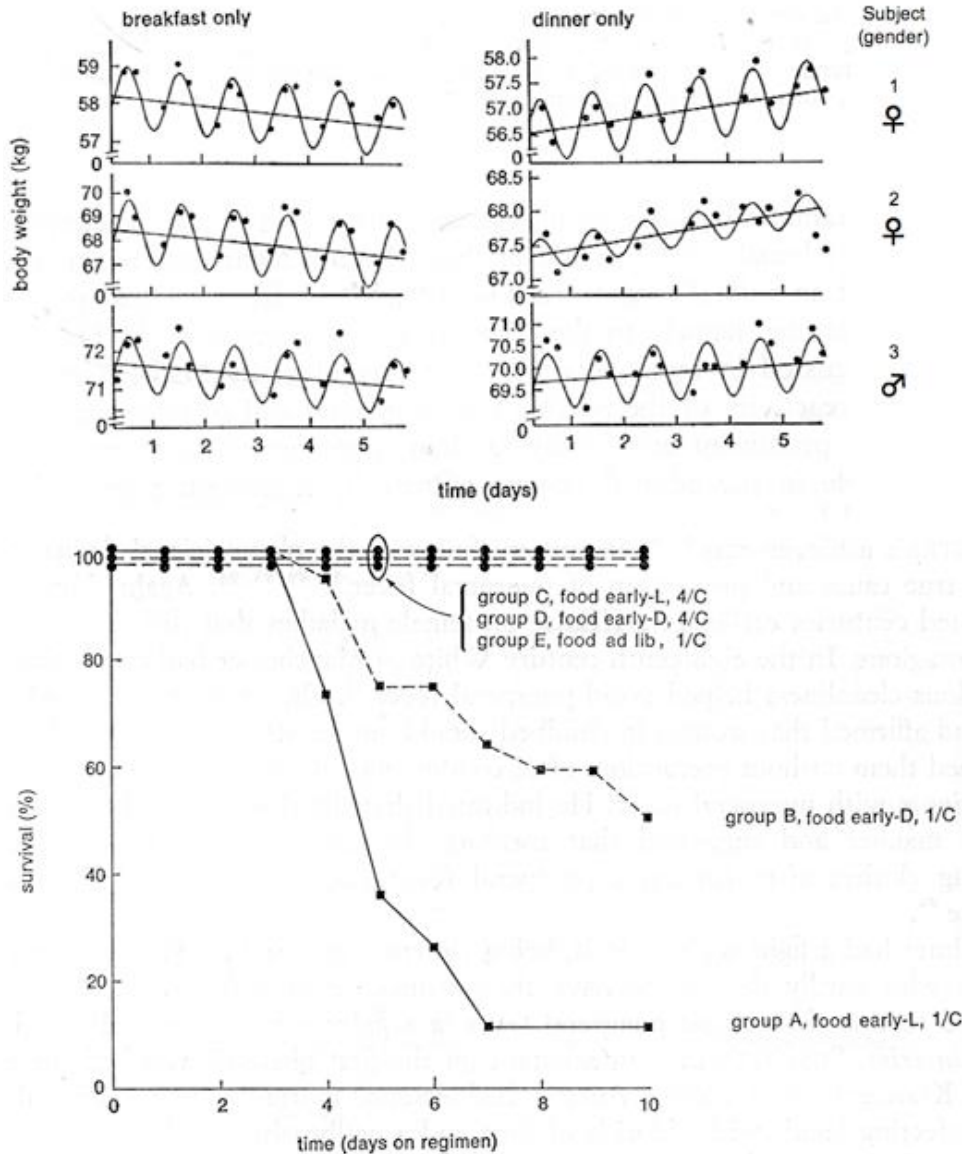 breakfast only
dinner only
Subject
(gender)
body weight (kg)
59
58
57
0
58.0
57.0
56.5
0
1
♀
70
69
68
67
0
68.5
68.0
67.5
67.0
0
2
♀
72
71
0
71.0
70.5
70.0
69.5
0
3
♂
0 1 2 3 4 5
1 2 3 4 5
time (days)
survival (%)
100
80
60
40
20
0
group C, food early-L, 4/C
group D, food early-D, 4/C
group E, food ad lib., 1/C
group B, food early-D, 1/C
group A, food early-L, 1/C
0 2 4 6 8 10
time (days on regimen)